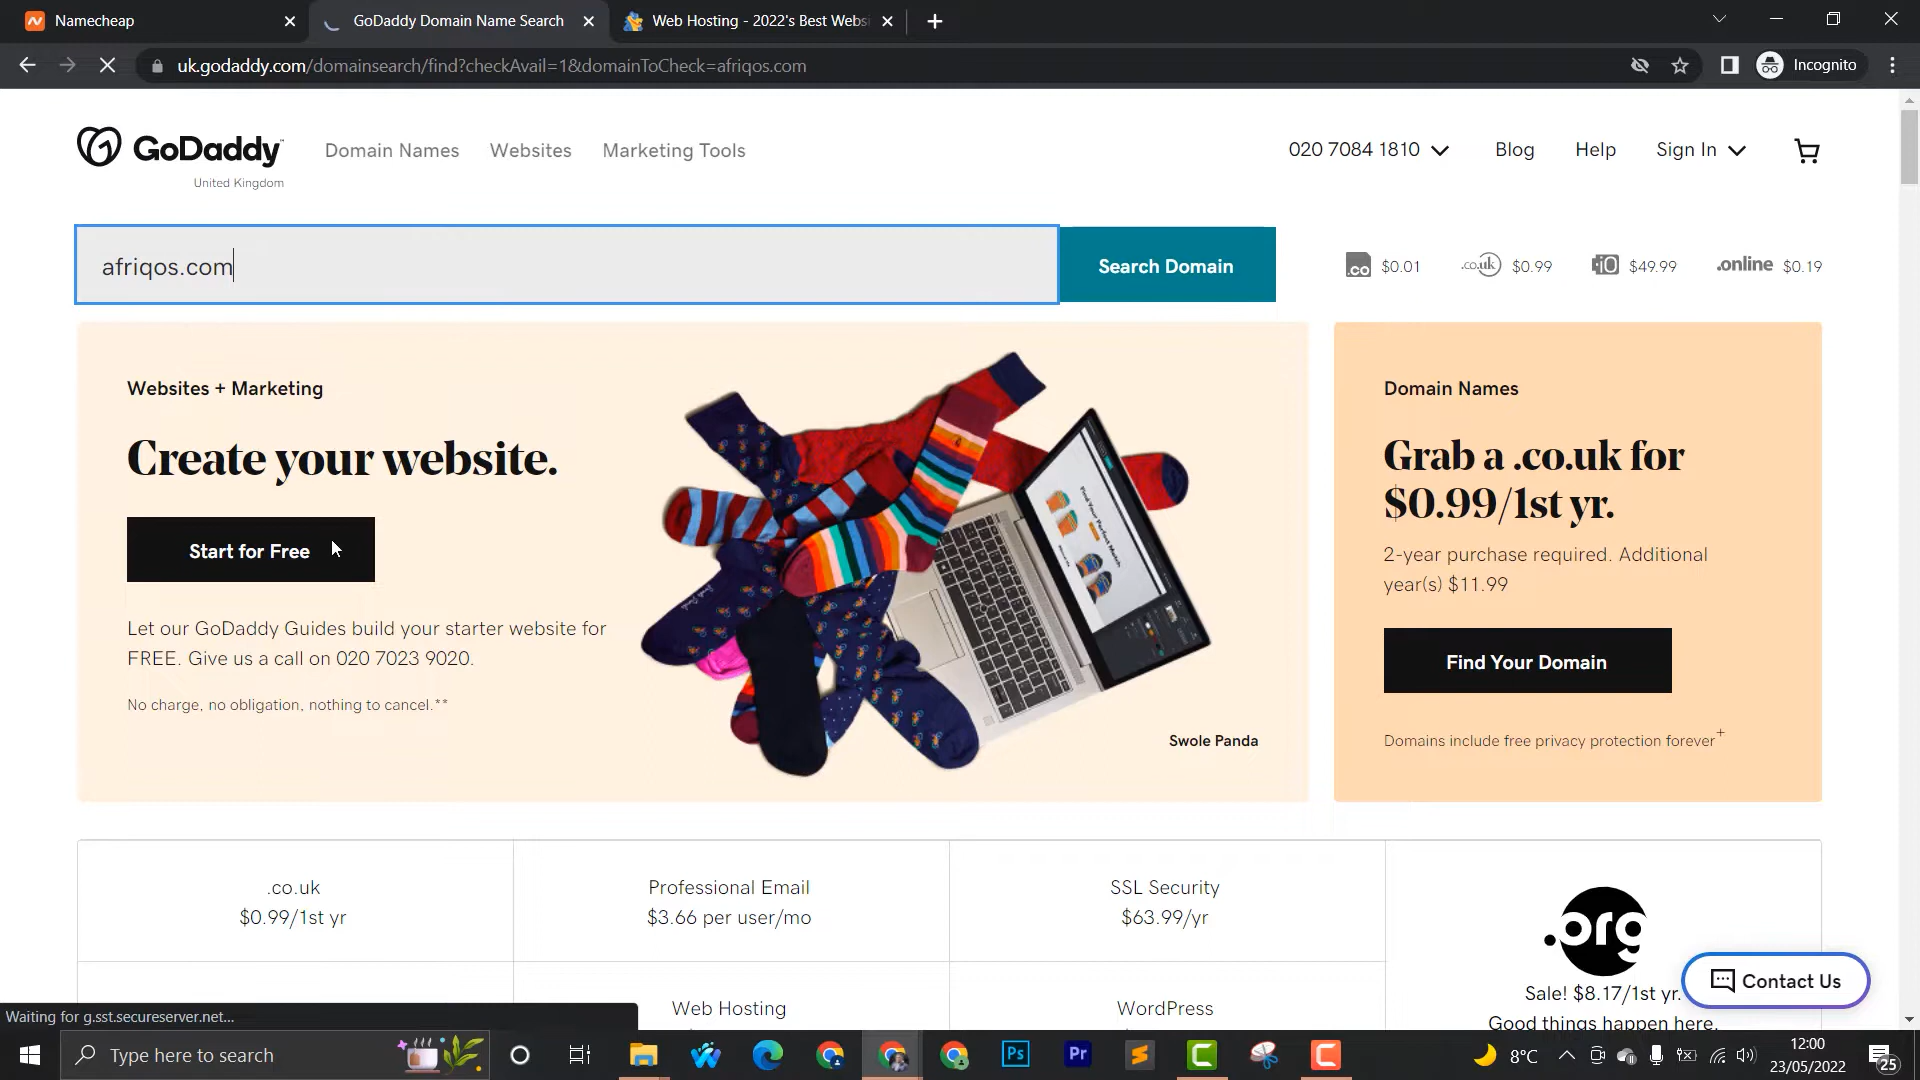 Namecheap
GoDaddy Domain Name Search
Web Hosting - 2022's Best Websi
uk.godaddy.com/domainsearch/find?checkAvail=1&domainToCheck=afriqos.com
Incognito
GoDaddy
United Kingdom
Domain Names
Websites
Marketing Tools
020 7084 1810
Blog
Help
Sign In
afriqos.com
Search Domain
.co $0.01
.co.uk $0.99
.iO $49.99
.online $0.19
Websites + Marketing
Create your website.
Start for Free
Let our GoDaddy Guides build your starter website for
FREE. Give us a call on 020 7023 9020.
No charge, no obligation, nothing to cancel.**
Find Your Perfect Match
Swole Panda
Domain Names
Grab a .co.uk for
$0.99/1st yr.
2-year purchase required. Additional
year(s) $11.99
Find Your Domain
Domains include free privacy protection forever+
.co.uk
$0.99/1st yr
Professional Email
$3.66 per user/mo
SSL Security
$63.99/yr
.org
Sale! $8.17/1st yr.
Good things happen here.
Web Hosting
WordPress
Contact Us
Waiting for g.sst.secureserver.net...
Type here to search
Ps
Pr
8°C
12:00
23/05/2022
25